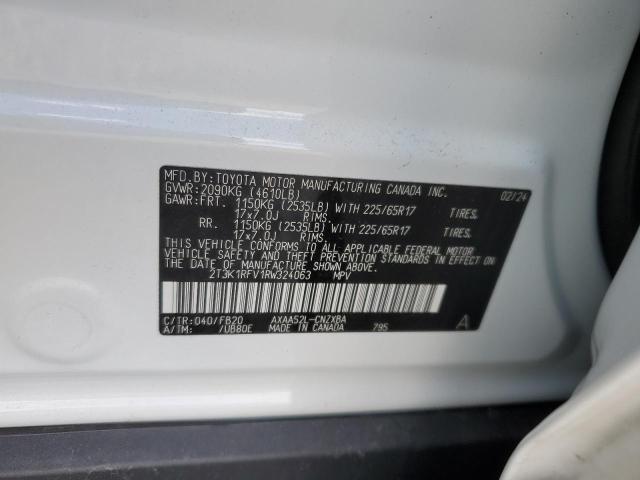 MFD.BY:TOYOTA MOTOR MANUFACTURING CANADA INC. 02/24
GVWR:2090KG (4610LB)
GAWR:FRT. 1150KG (2535LB) WITH 225/65R17 TIRES.
17x7.0J RIMS.
RR. 1150KG (2535LB) WITH 225/65R17 TIRES.
17x7.0J RIMS.
THIS VEHICLE CONFORMS TO ALL APPLICABLE FEDERAL MOTOR
VEHICLE SAFETY STANDARDS IN EFFECT ON THE DATE OF
MANUFACTURE SHOWN ABOVE.
2T3K1RFV1RW324063 MPV
C/TR:040/FB20 AXAA52L-CNZXBA A
A/TM: /UB80E MADE IN CANADA 795